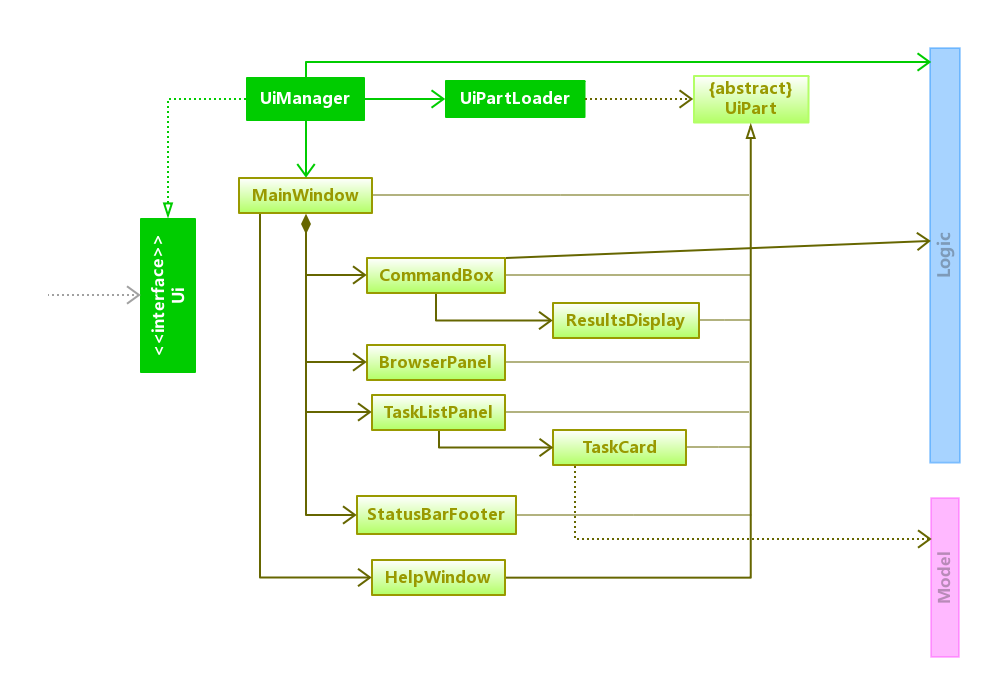 {abstract}
UiPart
UiManager
UiPartLoader
MainWindow
<<interface>>
Ui
Logic
CommandBox
ResultsDisplay
BrowserPanel
TaskListPanel
TaskCard
StatusBarFooter
HelpWindow
Model